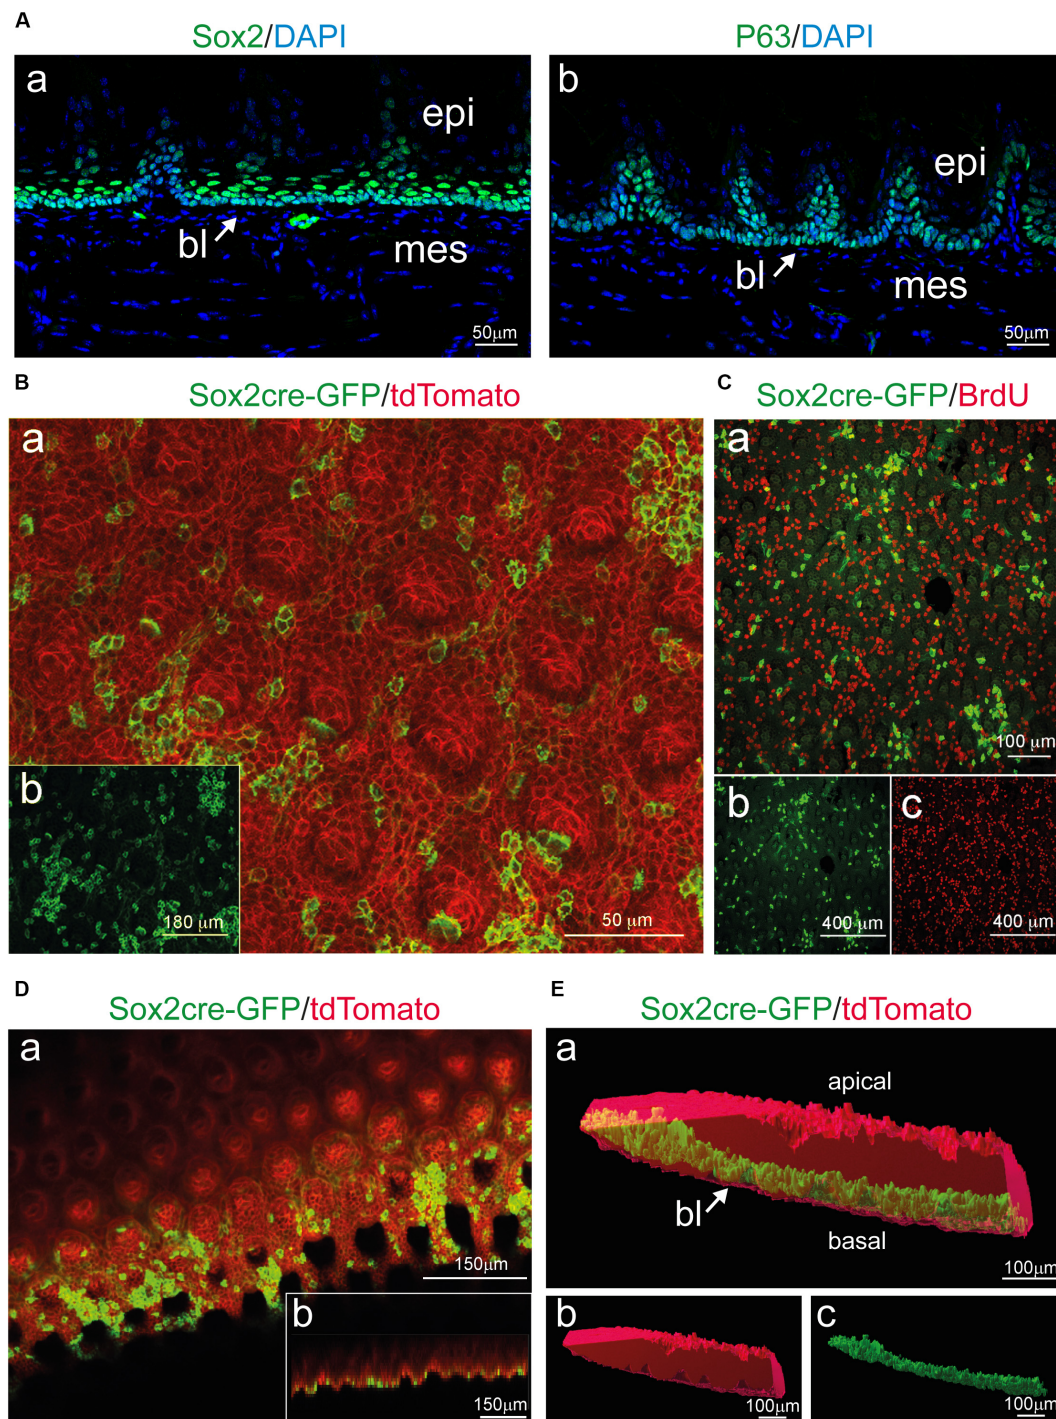 A
Sox2/DAPI
P63/DAPI
a
epi
bl
mes
50µm
b
epi
bl
mes
50µm
B
Sox2cre-GFP/tdTomato
a
b
180 µm
50 µm
C
Sox2cre-GFP/BrdU
a
100 µm
b
400 µm
c
400 µm
D
Sox2cre-GFP/tdTomato
a
150µm
b
150µm
E
Sox2cre-GFP/tdTomato
a
apical
bl
basal
100µm
b
100µm
c
100µm